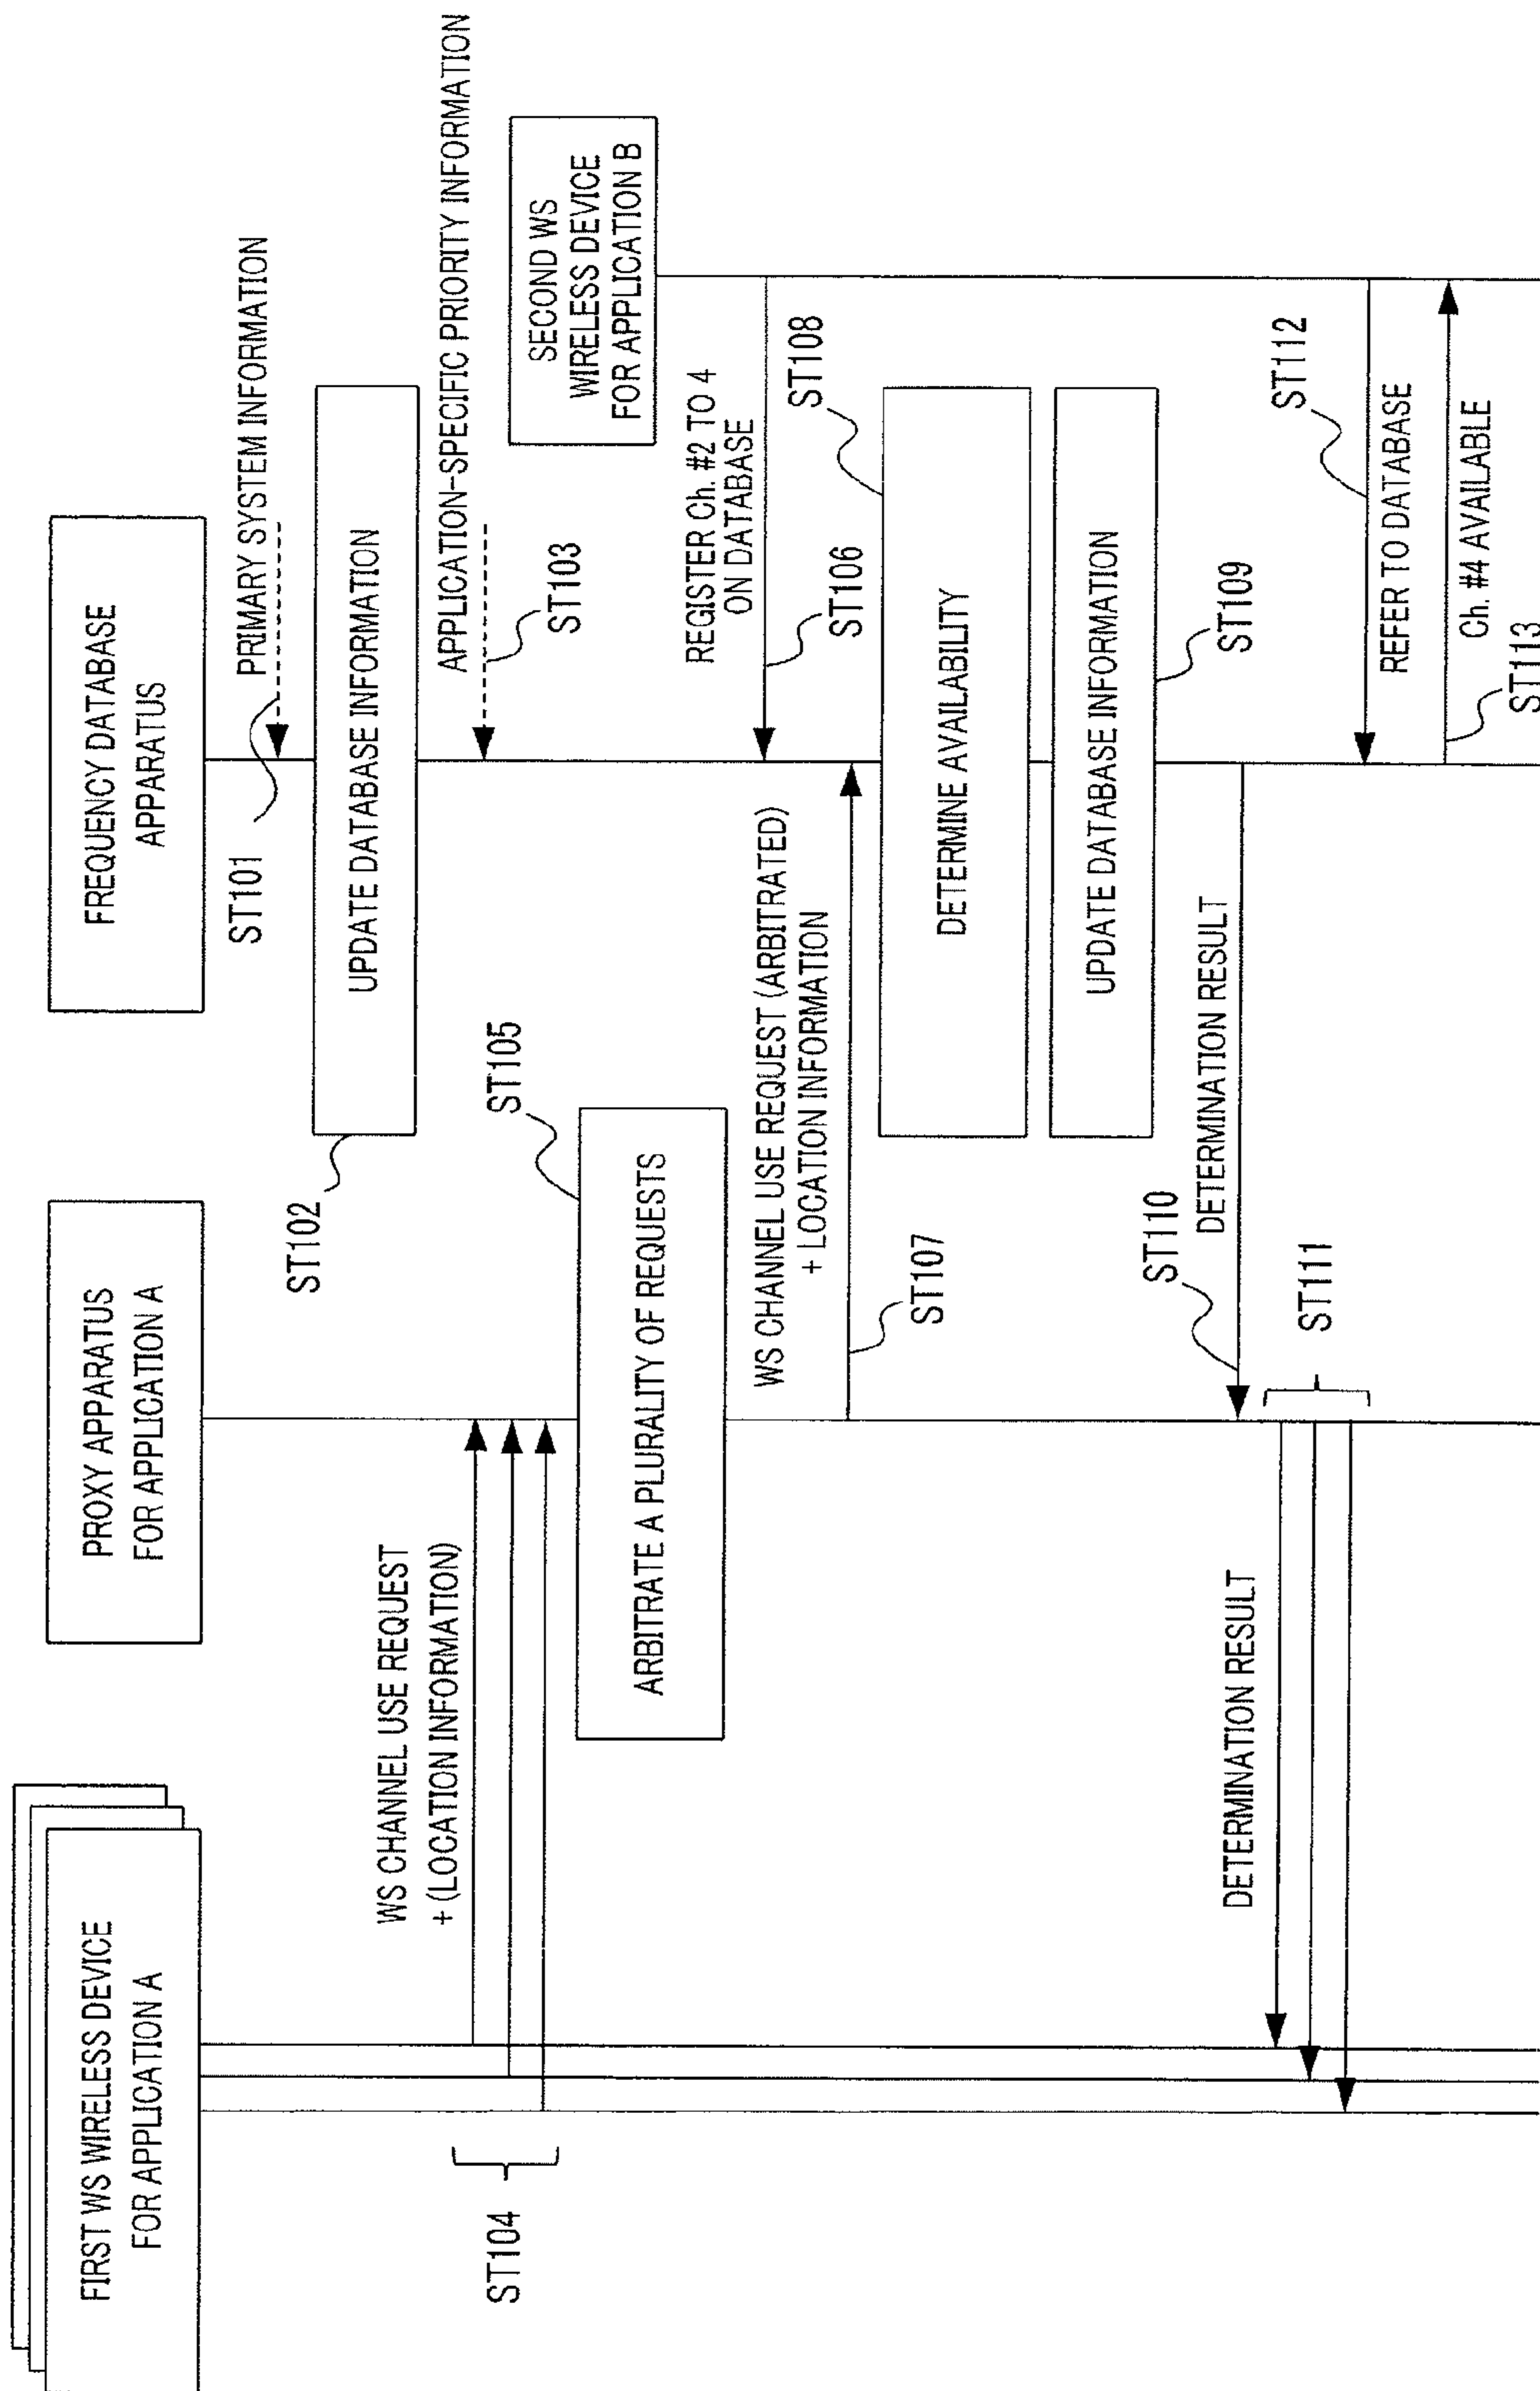 FIRST WS WIRELESS DEVICE
FOR APPLICATION A
PROXY APPARATUS
FOR APPLICATION A
FREQUENCY DATABASE
APPARATUS
ST101
PRIMARY SYSTEM INFORMATION
ST102
UPDATE DATABASE INFORMATION
APPLICATION-SPECIFIC PRIORITY INFORMATION
ST103
SECOND WS
WIRELESS DEVICE
FOR APPLICATION B
WS CHANNEL USE REQUEST
+ (LOCATION INFORMATION)
ST104
ST105
ARBITRATE A PLURALITY OF REQUESTS
REGISTER Ch. #2 TO 4
ON DATABASE
ST106
WS CHANNEL USE REQUEST (ARBITRATED)
+ LOCATION INFORMATION
ST107
ST108
DETERMINE AVAILABILITY
UPDATE DATABASE INFORMATION
ST109
ST110
DETERMINATION RESULT
DETERMINATION RESULT
ST111
ST112
REFER TO DATABASE
Ch. #4 AVAILABLE
ST113